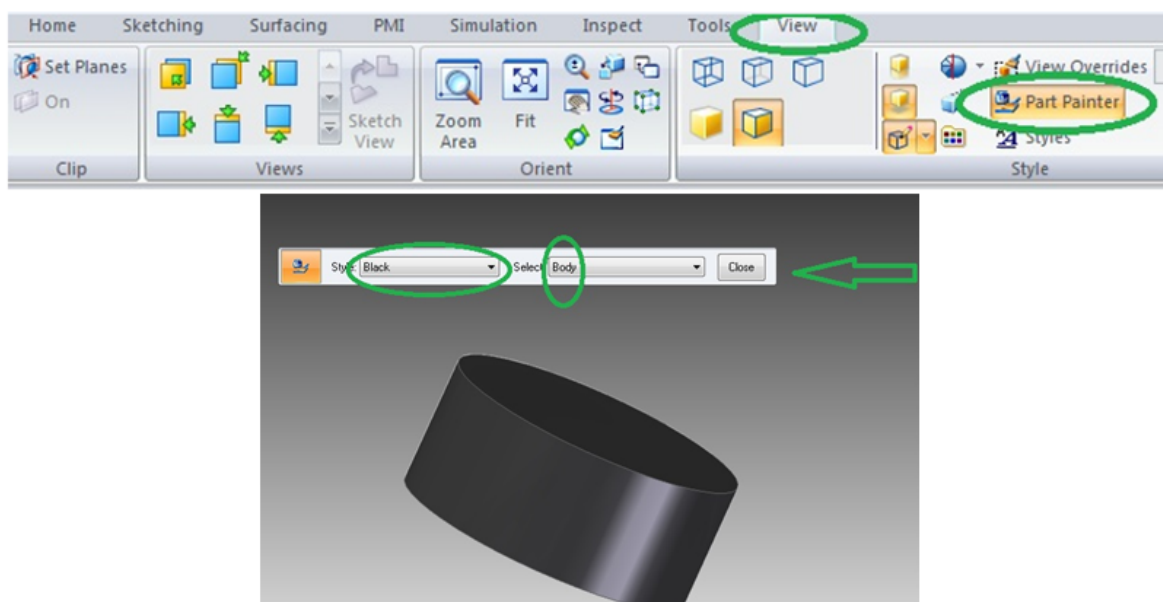 Home Sketching Surfacing PMI Simulation Inspect Tools View
Set Planes
On
Clip
Views
Sketch
View
Zoom
Area
Fit
Orient
View Overrides
Part Painter
Styles
Style
Style: Black Select: Body Close